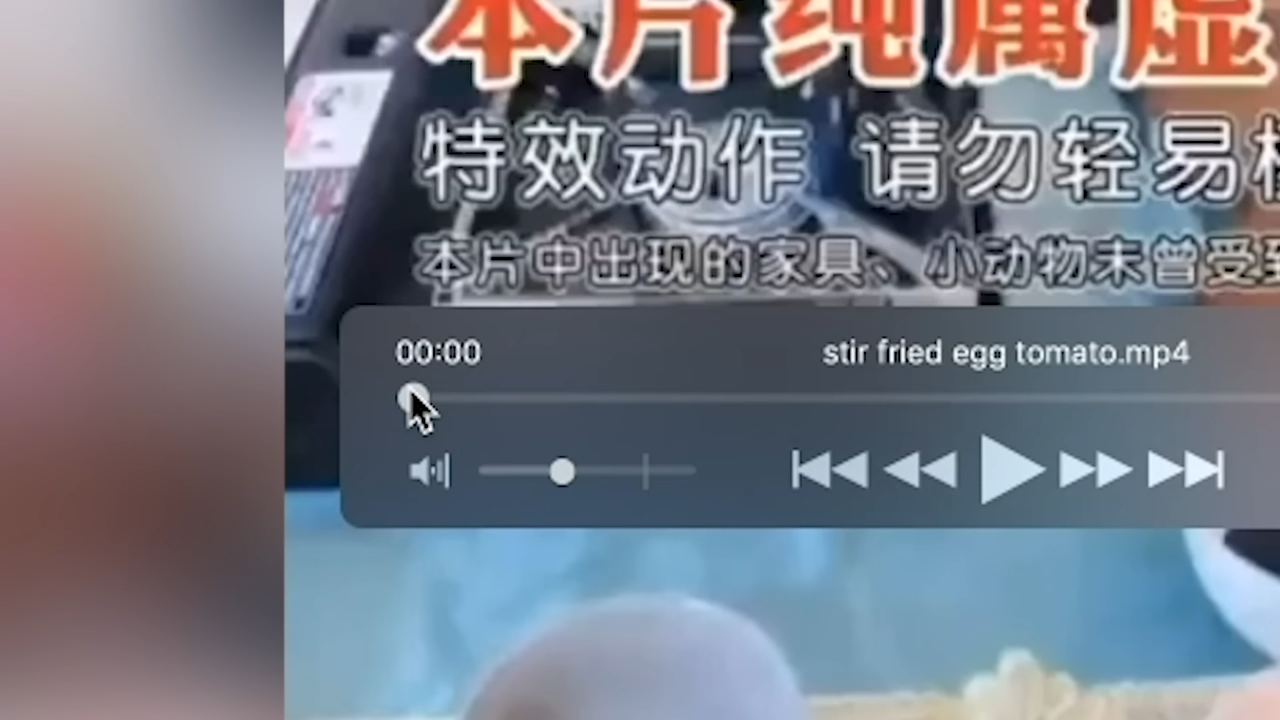 本片纯属虚
特效动作 请勿轻易
本片中出现的家具、小动物未曾受到
00:00
stir fried egg tomato.mp4